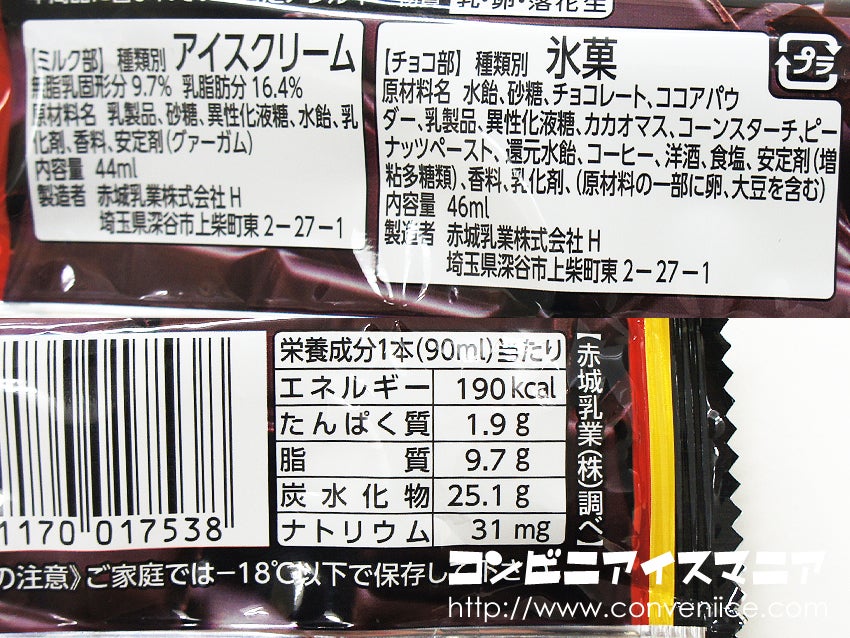 乳・卵・落花生
【ミルク部】 種類別 アイスクリーム
無脂乳固形分 9.7% 乳脂肪分 16.4%
原材料名 乳製品、砂糖、異性化液糖、水飴、乳
化剤、香料、安定剤(グァーガム)
内容量 44ml
製造者 赤城乳業株式会社 H
埼玉県深谷市上柴町東2-27-1
【チョコ部】 種類別 氷菓
原材料名 水飴、砂糖、チョコレート、ココアパウ
ダー、乳製品、異性化液糖、カカオマス、コーンスターチ、ピー
ナッツペースト、還元水飴、コーヒー、洋酒、食塩、安定剤(増
粘多糖類)、香料、乳化剤、(原材料の一部に卵、大豆を含む)
内容量 46ml
製造者 赤城乳業株式会社 H
埼玉県深谷市上柴町東2-27-1
プラ
栄養成分1本(90ml)当たり
エネルギー 190kcal
たんぱく質 1.9g
脂質 9.7g
炭水化物 25.1g
ナトリウム 31mg
【赤城乳業(株)調べ】
1170 017538
の注意》ご家庭では-18℃以下で保存して下さ
コンビニアイスマニア
http://www.conveniice.com